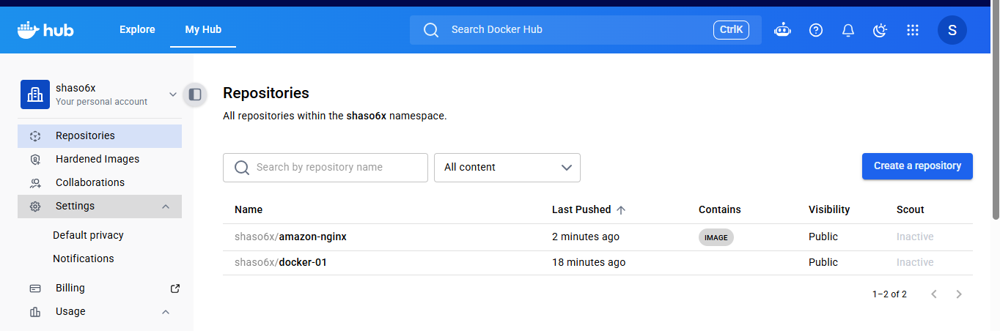 hub Explore My Hub Search Docker Hub CtrlK S
shaso6x
Your personal account
Repositories
Hardened Images
Collaborations
Settings
Default privacy
Notifications
Billing
Usage
Repositories
All repositories within the shaso6x namespace.
Search by repository name All content Create a repository
Name Last Pushed Contains Visibility Scout
shaso6x/amazon-nginx 2 minutes ago IMAGE Public Inactive
shaso6x/docker-01 18 minutes ago Public Inactive
1–2 of 2